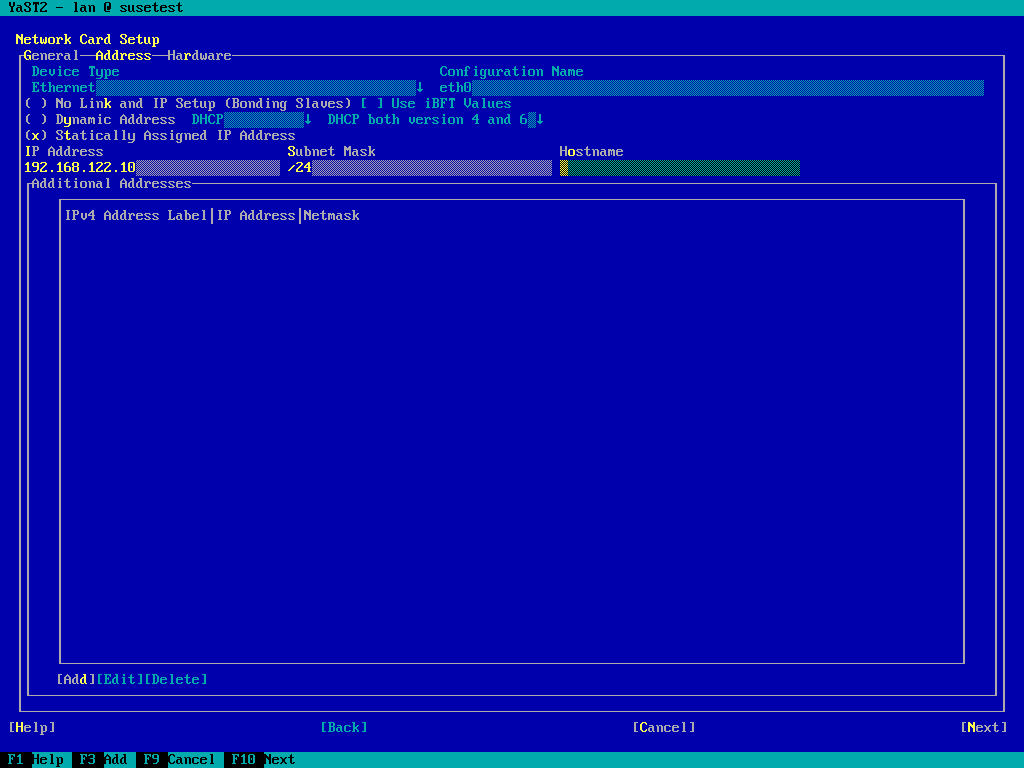 YaST2 - lan @ susetest
Network Card Setup
General Address Hardware
Device Type Configuration Name
Ethernet↓ eth0
( ) No Link and IP Setup (Bonding Slaves) [ ] Use iBFT Values
( ) Dynamic Address DHCP↓ DHCP both version 4 and 6↓
(x) Statically Assigned IP Address
IP Address Subnet Mask Hostname
192.168.122.10 /24
Additional Addresses
IPv4 Address Label|IP Address|Netmask
[Add][Edit][Delete]
[Help] [Back] [Cancel] [Next]
F1 Help F3 Add F9 Cancel F10 Next